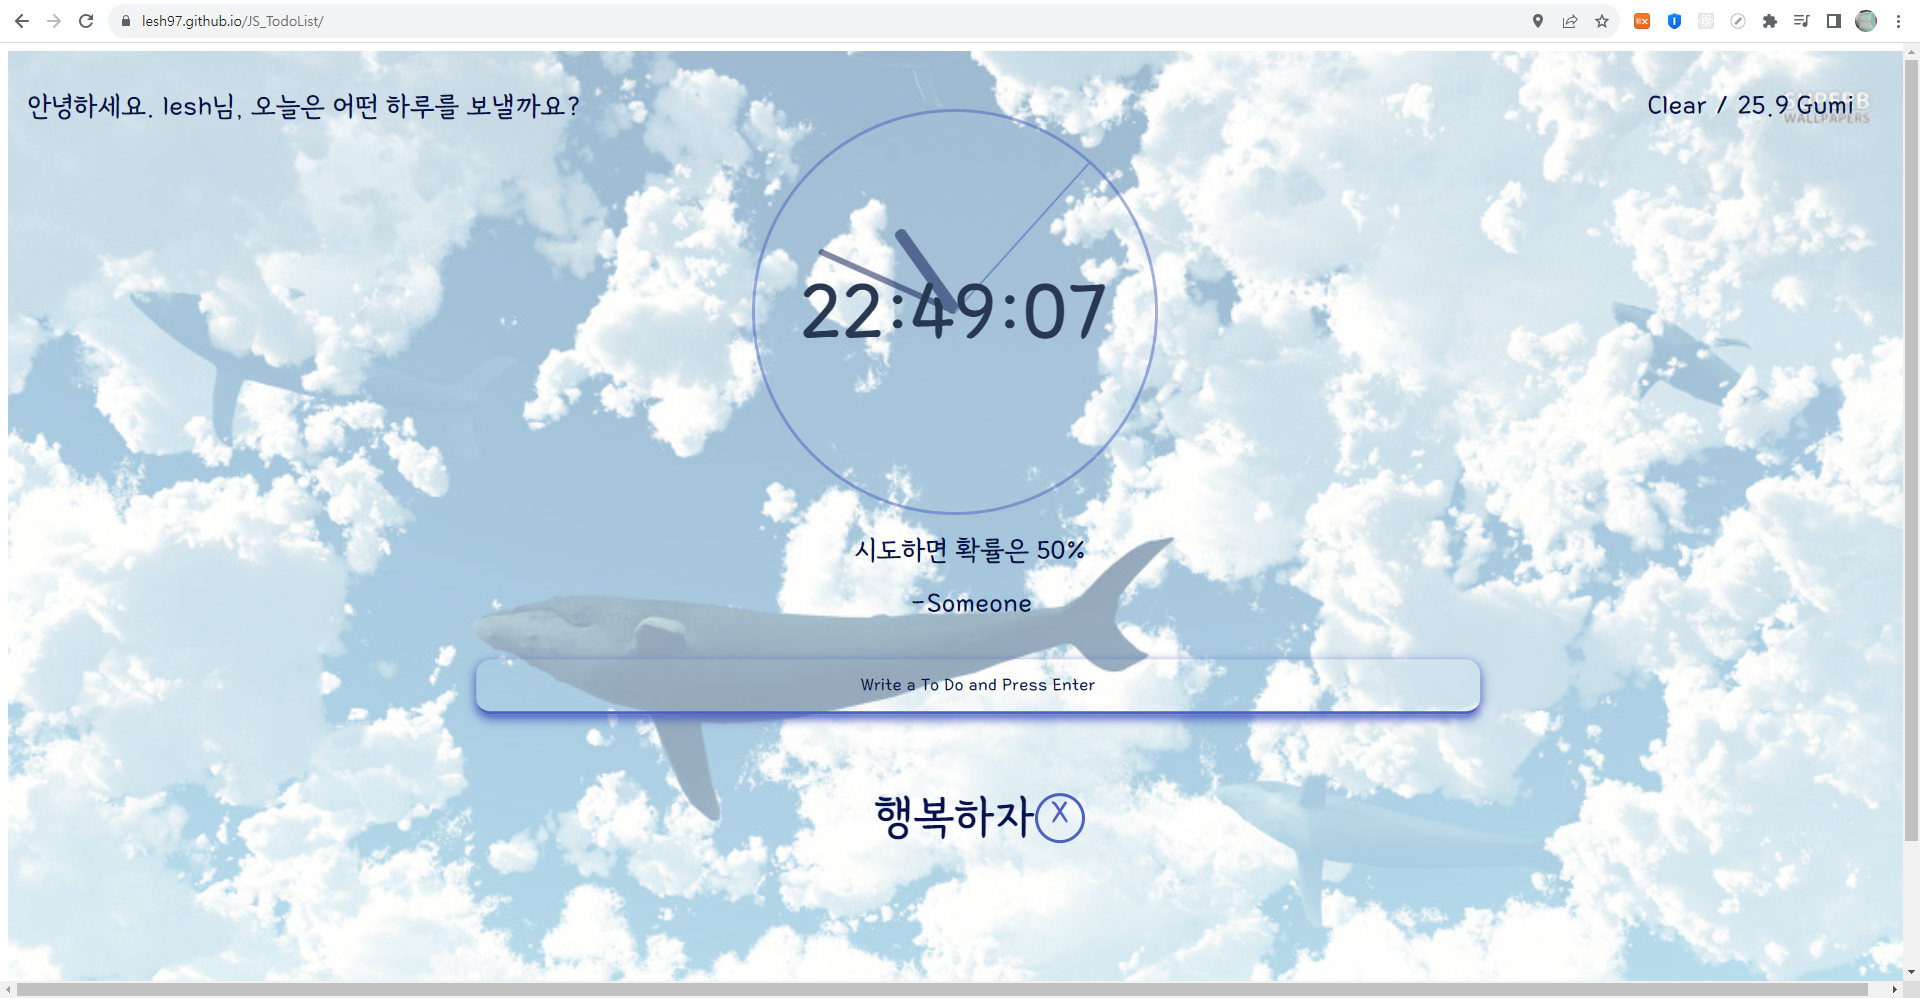 lesh97.github.io/JS_TodoList/
안녕하세요. lesh님, 오늘은 어떤 하루를 보낼까요?
Clear / 25.9 Gumi
WALLPAPERS
22:49:07
시도하면 확률은 50%
-Someone
Write a To Do and Press Enter
행복하자 X